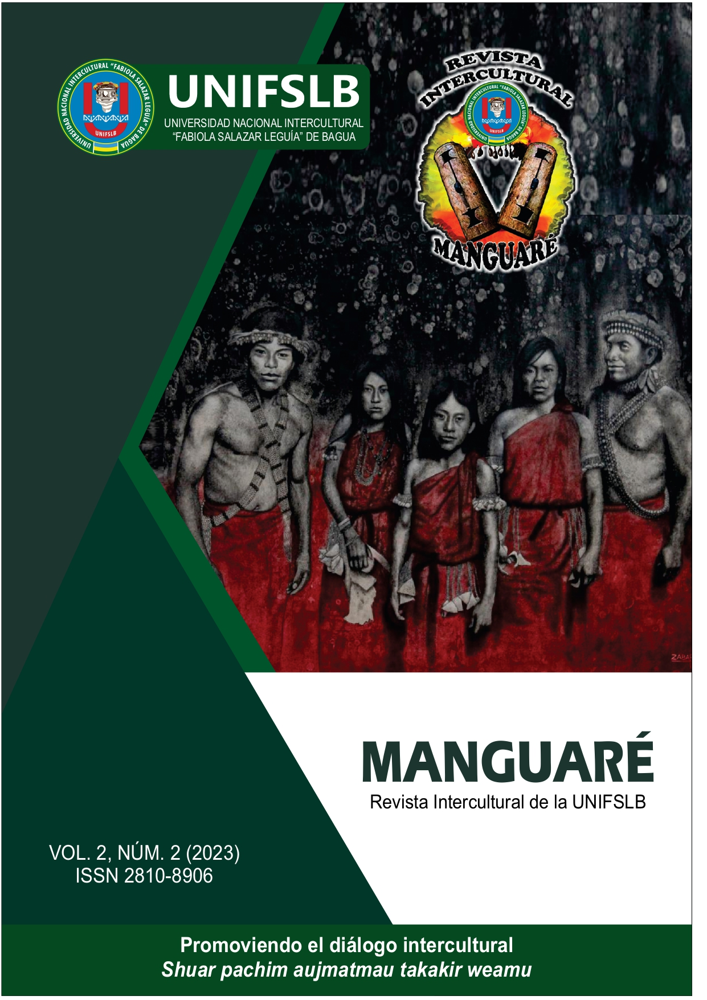 UNIVERSIDAD NACIONAL INTERCULTURAL "FABIOLA SALAZAR LEGUÍA" DE BAGUA
UNIFSLB
UNIFSLB
UNIVERSIDAD NACIONAL INTERCULTURAL
“FABIOLA SALAZAR LEGUÍA” DE BAGUA
REVISTA
INTERCULTURAL
UNIVERSIDAD NACIONAL INTERCULTURAL "FABIOLA SALAZAR LEGUÍA" DE BAGUA
UNIFSLB
MANGUARÉ
MANGUARÉ
Revista Intercultural de la UNIFSLB
VOL. 2, NÚM. 2 (2023)
ISSN 2810-8906
Promoviendo el diálogo intercultural
Shuar pachim aujmatmau takakir weamu